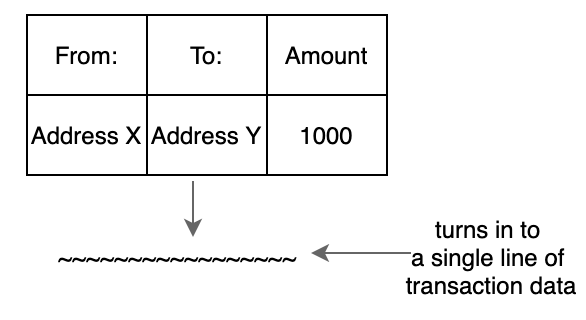 From: To: Amount
Address X Address Y 1000
~~~~~~~~~~~~~~~~~
turns in to
a single line of
transaction data